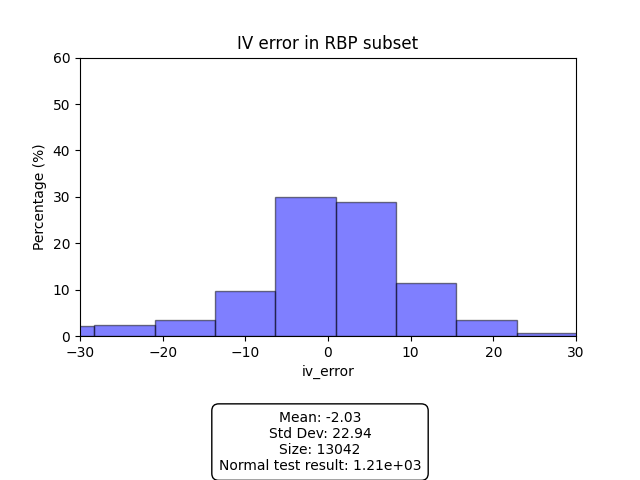 IV error in RBP subset
60
50
40
30
20
10
0
Percentage (%)
−30
−20
−10
0
10
20
30
iv_error
Mean: -2.03
Std Dev: 22.94
Size: 13042
Normal test result: 1.21e+03